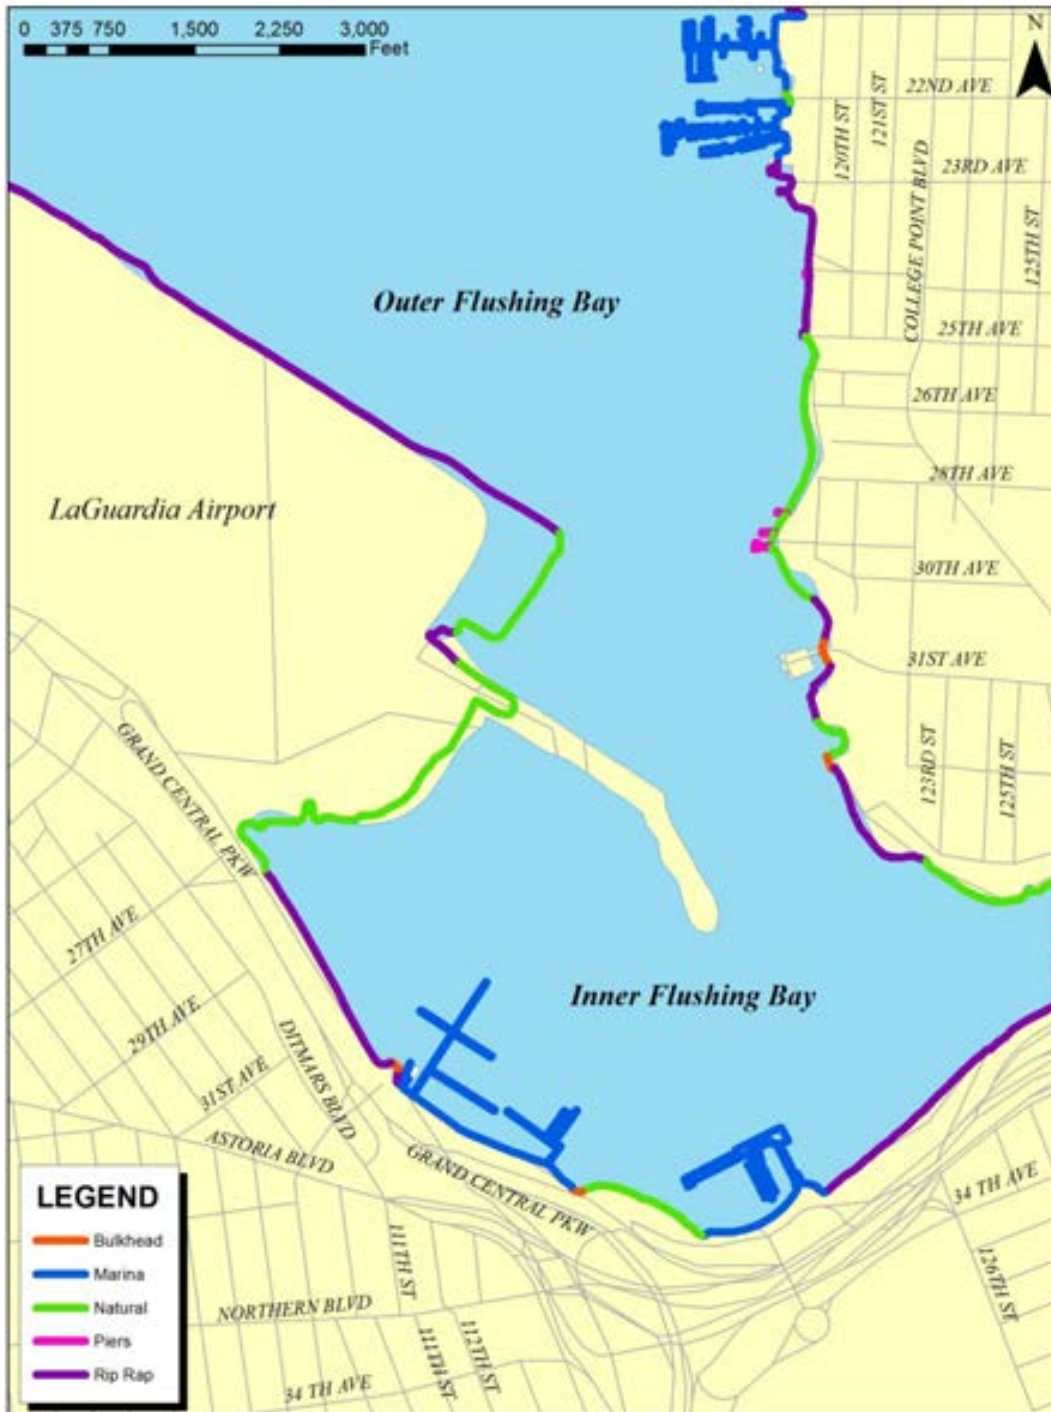 0 375 750 1,500 2,250 3,000
Feet
N
22ND AVE
121ST ST
120TH ST
23RD AVE
COLLEGE POINT BLVD
125TH ST
Outer Flushing Bay
25TH AVE
26TH AVE
28TH AVE
LaGuardia Airport
30TH AVE
31ST AVE
GRAND CENTRAL PKW
123RD ST
125TH ST
27TH AVE
Inner Flushing Bay
29TH AVE
DITMARS BLVD
31ST AVE
ASTORIA BLVD
GRAND CENTRAL PKW
34 TH AVE
LEGEND
Bulkhead
Marina
Natural
Piers
Rip Rap
111TH ST
126TH ST
NORTHERN BLVD
111TH ST
112TH ST
34 TH AVE